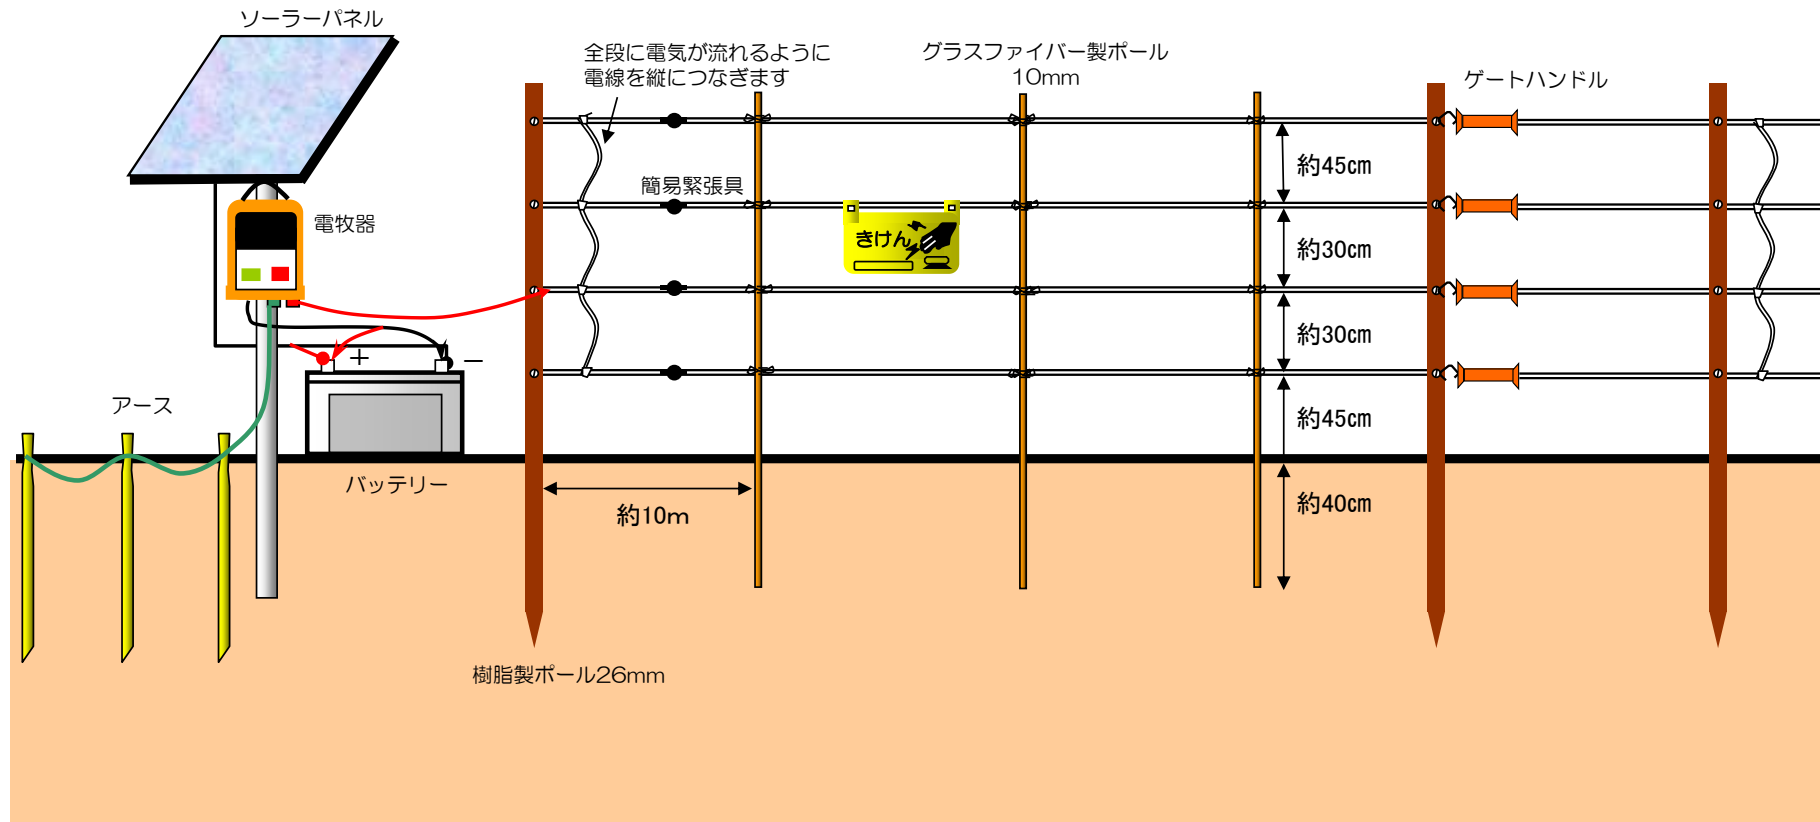 ソーラーパネル
全段に電気が流れるように
電線を縦につなぎます
グラスファイバー製ポール
10mm
ゲートハンドル
約45cm
簡易緊張具
電牧器
きけん
約30cm
約30cm
＋
－
アース
約45cm
バッテリー
約10m
約40cm
樹脂製ポール26mm